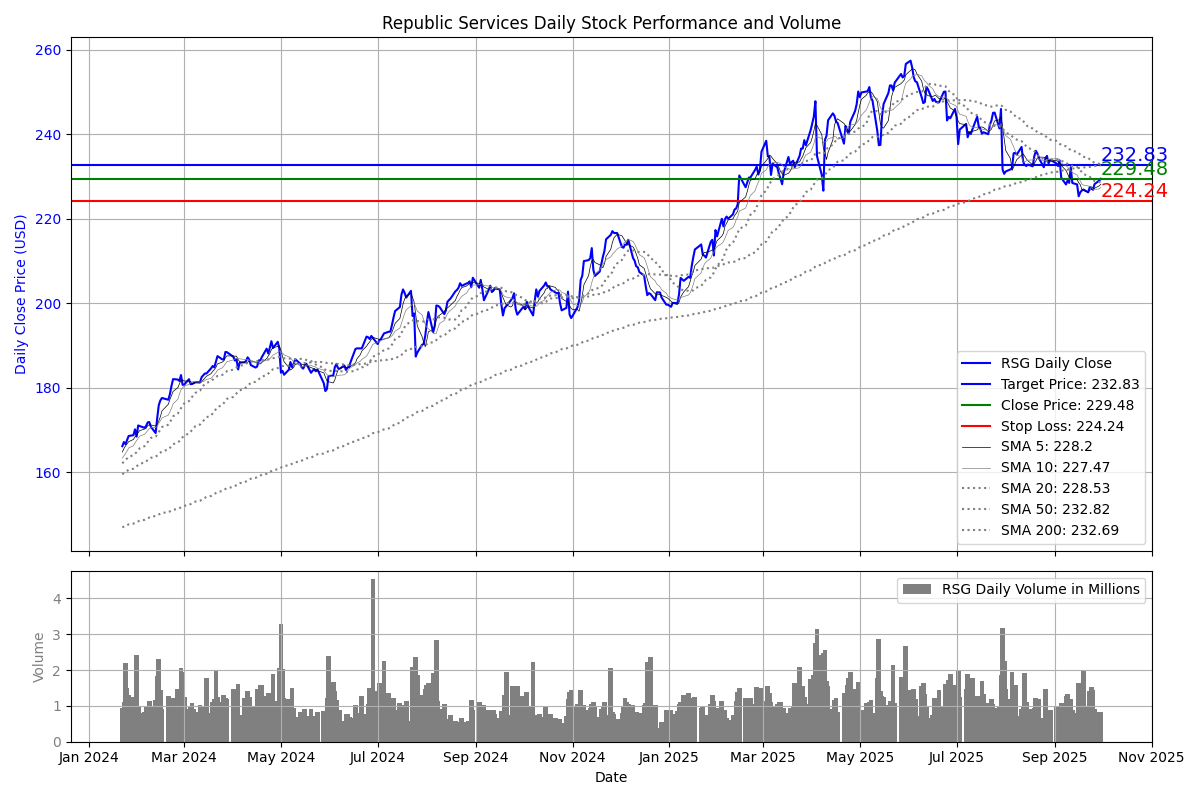 Republic Services Daily Stock Performance and Volume
260
240
220
200
180
160
Daily Close Price (USD)
232.83
229.48
224.24
RSG Daily Close
Target Price: 232.83
Close Price: 229.48
Stop Loss: 224.24
SMA 5: 228.2
SMA 10: 227.47
SMA 20: 228.53
SMA 50: 232.82
SMA 200: 232.69
4
3
2
1
0
Volume
RSG Daily Volume in Millions
Jan 2024 Mar 2024 May 2024 Jul 2024 Sep 2024 Nov 2024 Jan 2025 Mar 2025 May 2025 Jul 2025 Sep 2025 Nov 2025
Date